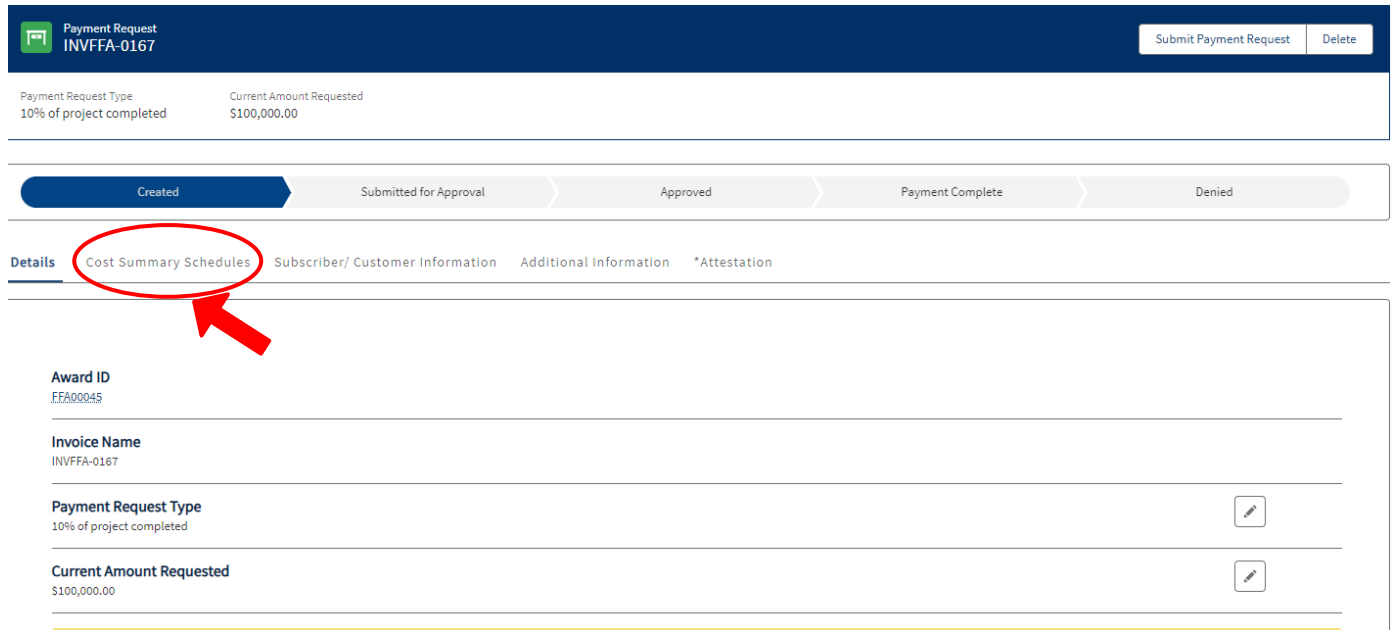 Payment Request
INVFFA-0167
Submit Payment Request
Delete
Payment Request Type
Current Amount Requested
10% of project completed
$100,000.00
Created
Submitted for Approval
Approved
Payment Complete
Denied
Details
Cost Summary Schedules
Subscriber/ Customer Information
Additional Information
*Attestation
Award ID
FFA00045
Invoice Name
INVFFA-0167
Payment Request Type
10% of project completed
Current Amount Requested
$100,000.00